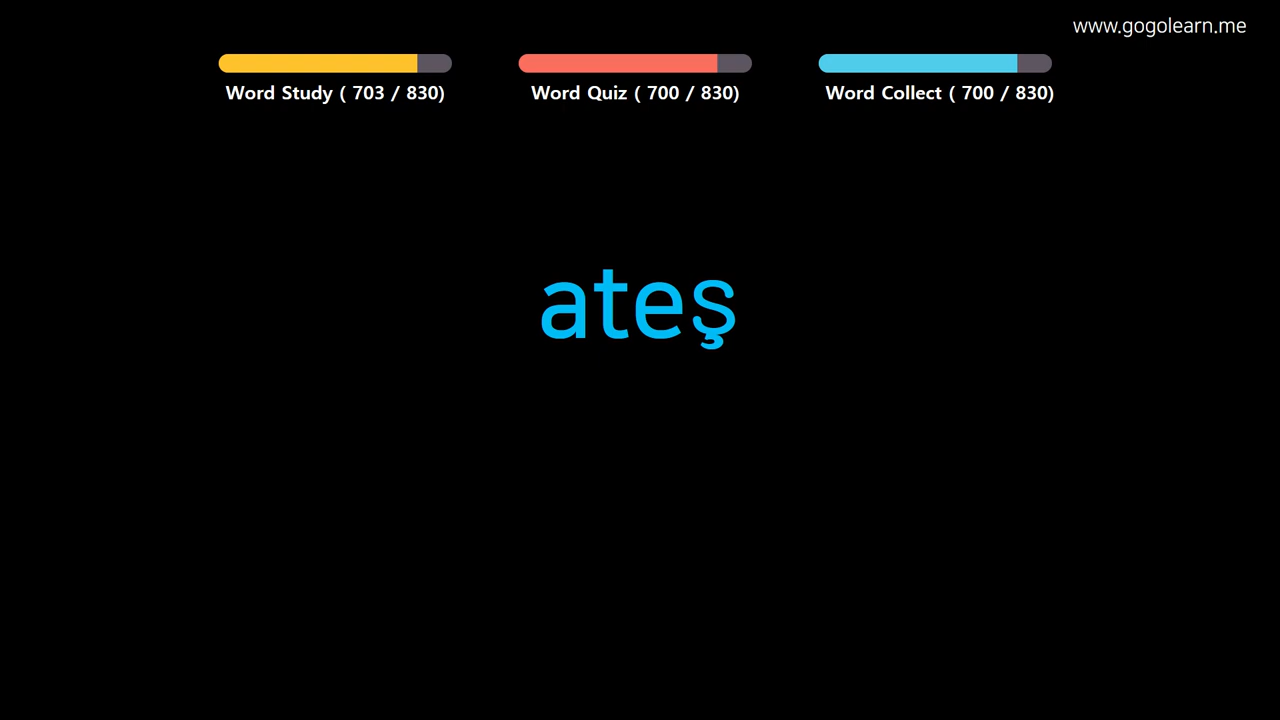 www.gogolearn.me
Word Study ( 703 / 830)
Word Quiz ( 700 / 830)
Word Collect ( 700 / 830)
ateş